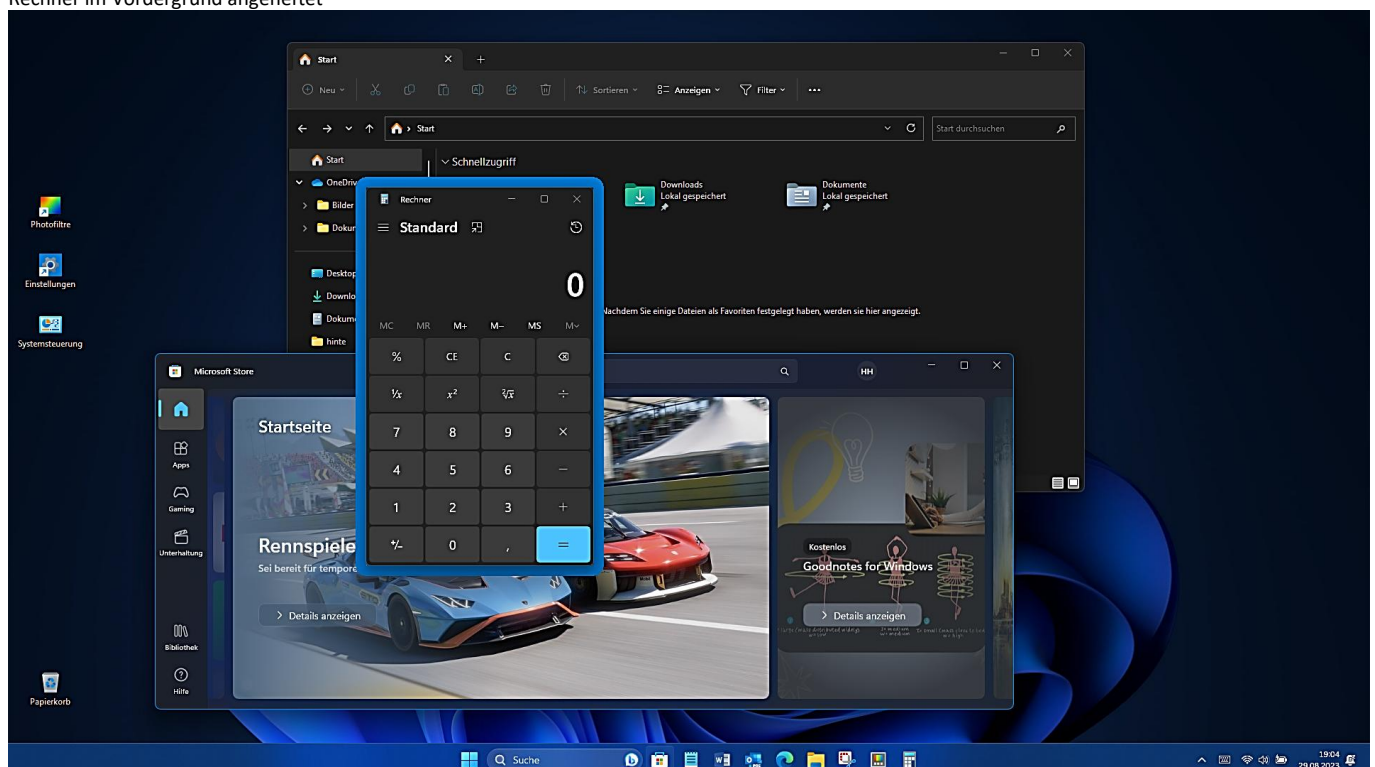 Rechner im Vordergrund angeheftet
Start
Neu
Sortieren
Anzeigen
Filter
Start
Start durchsuchen
Start
Schnellzugriff
Downloads
Lokal gespeichert
Dokumente
Lokal gespeichert
Bilder
Desktop
hinte
Nachdem Sie einige Dateien als Favoriten festgelegt haben, werden sie hier angezeigt.
Photofiltre
Einstellungen
Systemsteuerung
Papierkorb
Rechner
Standard
0
MC MR M+ M− MS M
% CE C
1/x x² ²√x ÷
7 8 9 ×
4 5 6 −
1 2 3 +
+/- 0 , =
Microsoft Store
HH
Startseite
Apps
Gaming
Unterhaltung
Bibliothek
Hilfe
Rennspiele
Sei bereit für tempore
Details anzeigen
Kostenlos
Goodnotes for Windows
Details anzeigen
Suche
19:04
29.08.2023